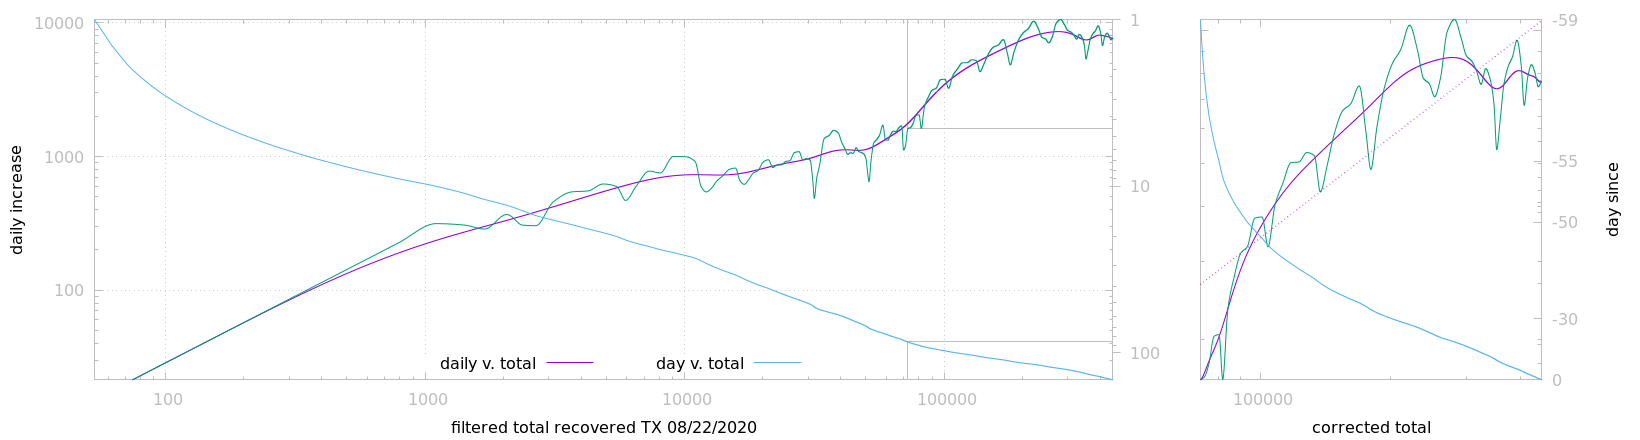 10000
1000
100
daily increase
1
10
100
daily v. total
day v. total
100
1000
10000
100000
filtered total recovered TX 08/22/2020
-59
-55
-50
-30
0
day since
100000
corrected total